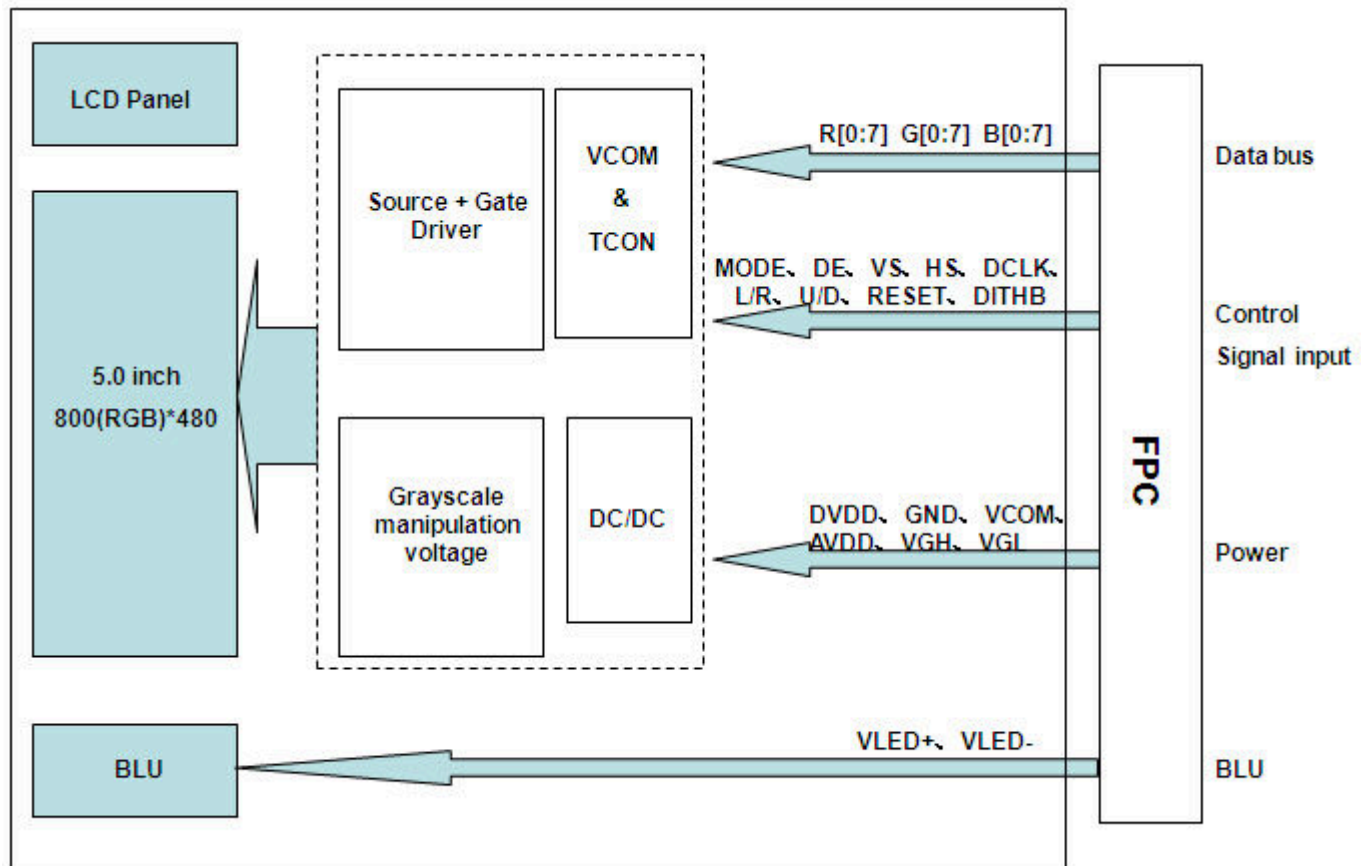 LCD Panel
5.0 inch
800(RGB)*480
BLU
Source + Gate
Driver
VCOM
&
TCON
Grayscale
manipulation
voltage
DC/DC
R[0:7] G[0:7] B[0:7]
MODE、DE、VS、HS、DCLK、
L/R、U/D、RESET、DITHB
DVDD、GND、VCOM、
AVDD、VGH、VGL
VLED+、VLED-
FPC
Data bus
Control
Signal input
Power
BLU